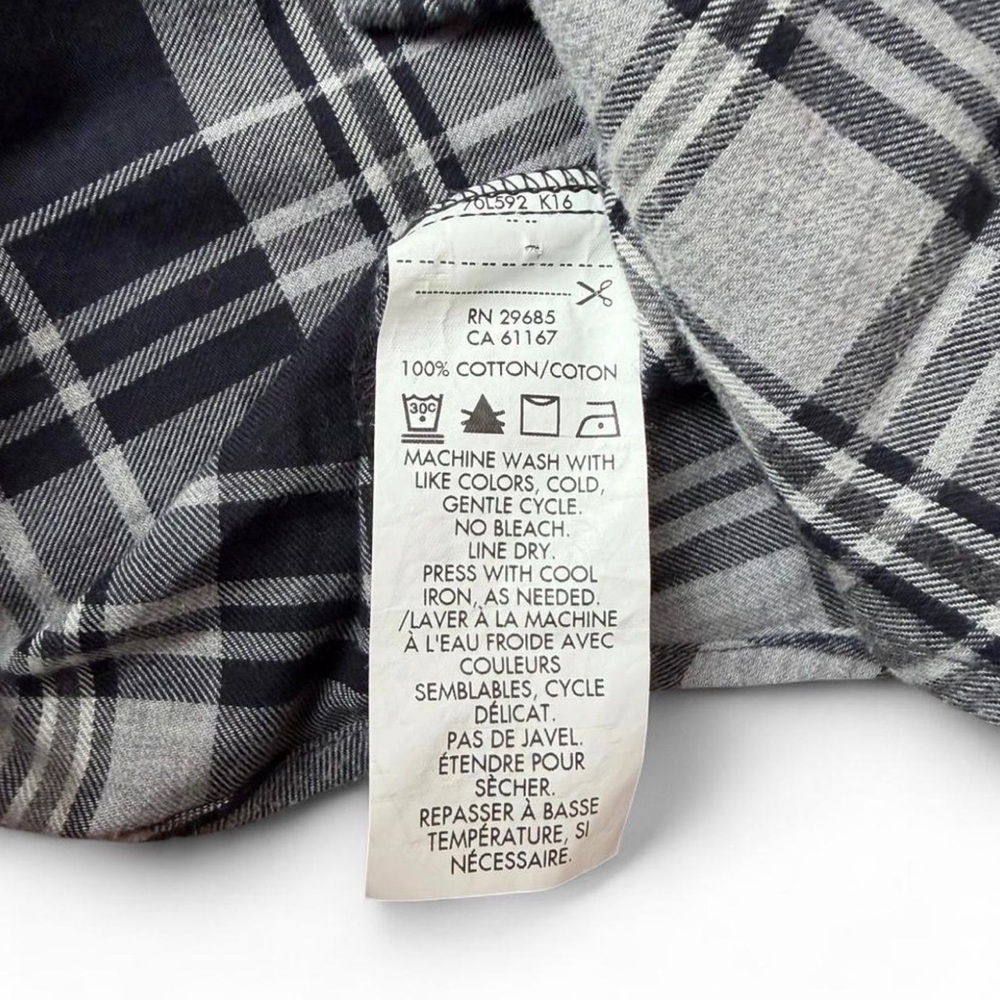 70L592 K16
RN 29685
CA 61167
100% COTTON/COTON
30C
MACHINE WASH WITH
LIKE COLORS, COLD,
GENTLE CYCLE.
NO BLEACH.
LINE DRY.
PRESS WITH COOL
IRON, AS NEEDED.
/LAVER À LA MACHINE
À L'EAU FROIDE AVEC
COULEURS
SEMBLABLES, CYCLE
DÉLICAT.
PAS DE JAVEL.
ÉTENDRE POUR
SÈCHER.
REPASSER À BASSE
TEMPÉRATURE, SI
NÉCESSAIRE.